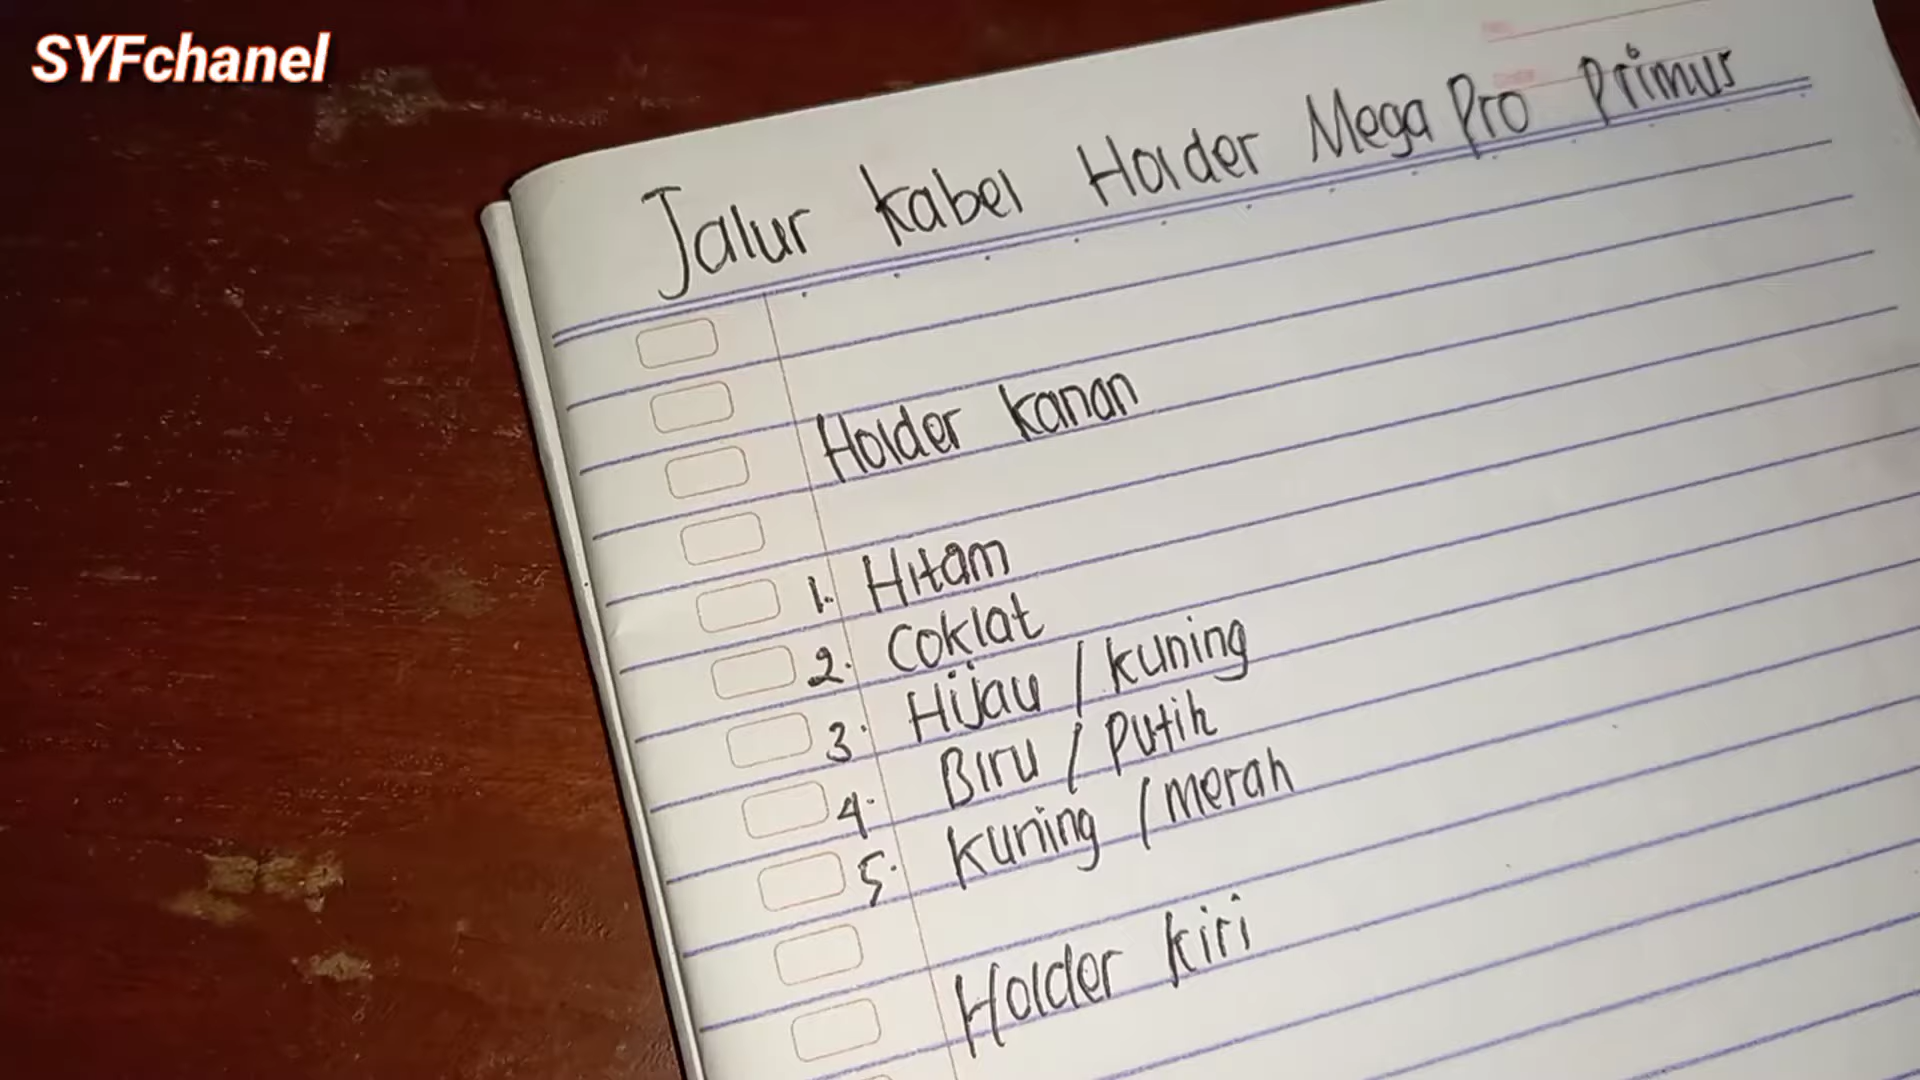 SYFchanel
Jalur Kabel Holder Mega Pro Primus
Holder Kanan
1. Hitam
2. Coklat
3. Hijau / Kuning
4. Biru / Putih
5. Kuning / Merah
Holder Kiri